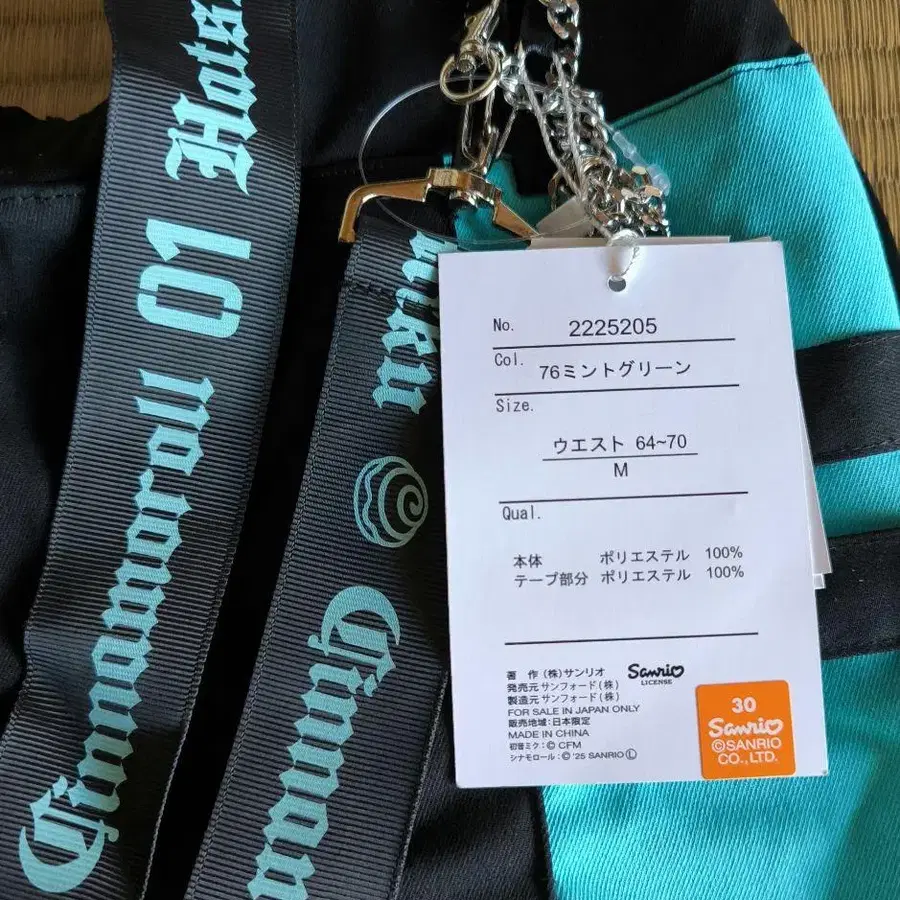 Hats
01
Cinnamoroll
Miku
Cinnam
No. 2225205
Col. 76ミントグリーン
Size.
ウエスト 64~70
M
Qual.
本体 ポリエステル 100%
テープ部分 ポリエステル 100%
著 作 (株)サンリオ
発売元 サンフォード(株)
製造元 サンフォード(株)
FOR SALE IN JAPAN ONLY
販売地域:日本限定
MADE IN CHINA
初音ミク:© CFM
シナモロール:© '25 SANRIO Ⓛ
Sanrio
LICENSE
30
Sanrio
©SANRIO
CO.,LTD.